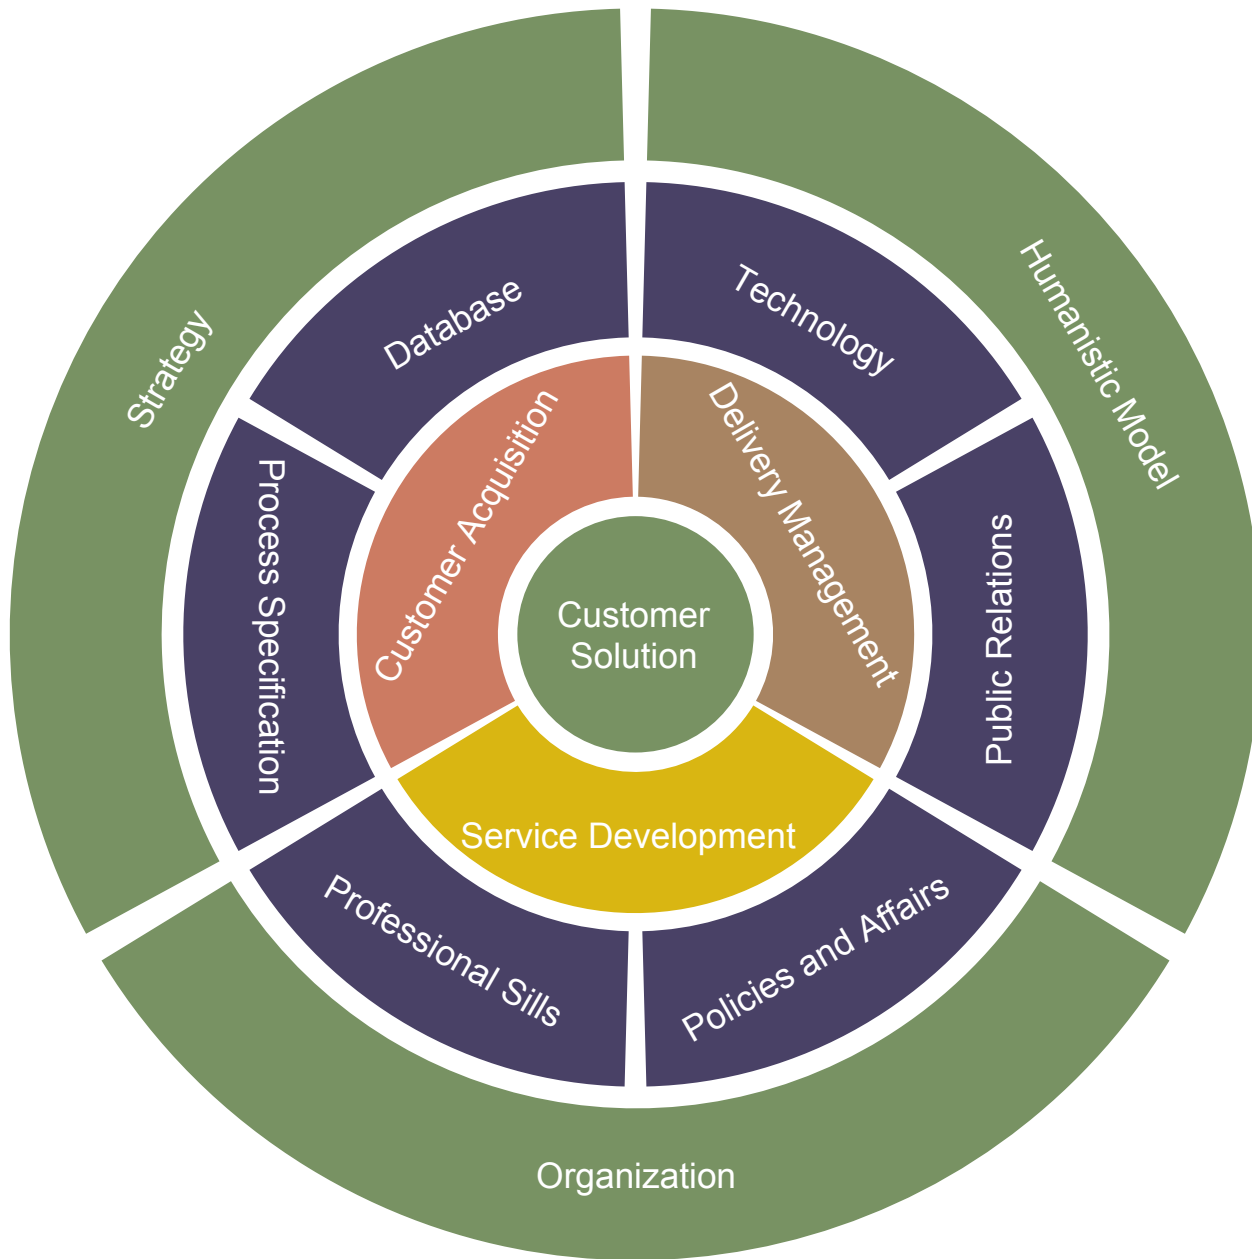 Strategy
Humanistic Model
Database
Technology
Customer Acquisition
Delivery Management
Process Specification
Public Relations
Customer
Solution
Service Development
Professional Sills
Policies and Affairs
Organization